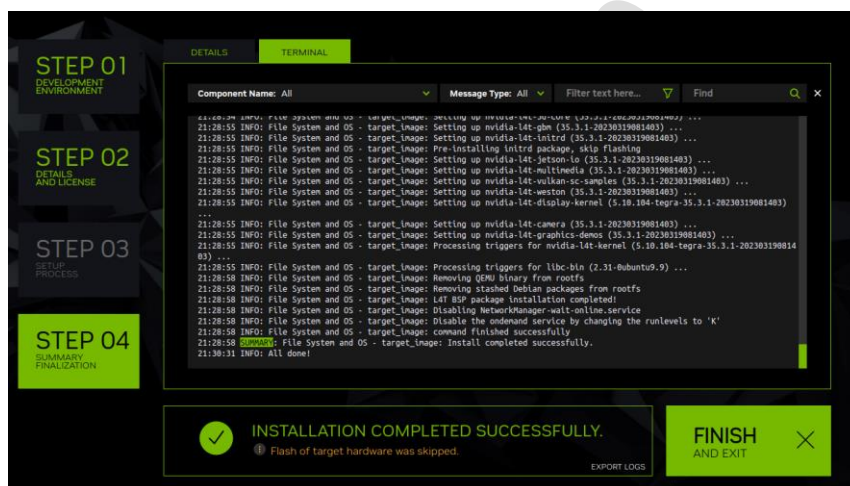 STEP 01
DEVELOPMENT
ENVIRONMENT
STEP 02
DETAILS
AND LICENSE
STEP 03
SETUP
PROCESS
STEP 04
SUMMARY
FINALIZATION
DETAILS
TERMINAL
Component Name: All
Message Type: All
Filter text here...
Find
21:28:54 INFO: File System and OS - target_image: Setting up nvidia-l4t-3d-core (35.3.1-20230319081403) ...
21:28:55 INFO: File System and OS - target_image: Setting up nvidia-l4t-gbm (35.3.1-20230319081403) ...
21:28:55 INFO: File System and OS - target_image: Setting up nvidia-l4t-initrd (35.3.1-20230319081403) ...
21:28:55 INFO: File System and OS - target_image: Pre-installing initrd package, skip flashing
21:28:55 INFO: File System and OS - target_image: Setting up nvidia-l4t-jetson-io (35.3.1-20230319081403) ...
21:28:55 INFO: File System and OS - target_image: Setting up nvidia-l4t-multimedia (35.3.1-20230319081403) ...
21:28:55 INFO: File System and OS - target_image: Setting up nvidia-l4t-vulkan-sc-samples (35.3.1-20230319081403) ...
21:28:55 INFO: File System and OS - target_image: Setting up nvidia-l4t-weston (35.3.1-20230319081403) ...
21:28:55 INFO: File System and OS - target_image: Setting up nvidia-l4t-display-kernel (5.10.104-tegra-35.3.1-20230319081403)
...
21:28:55 INFO: File System and OS - target_image: Setting up nvidia-l4t-camera (35.3.1-20230319081403) ...
21:28:55 INFO: File System and OS - target_image: Setting up nvidia-l4t-graphics-demos (35.3.1-20230319081403) ...
21:28:55 INFO: File System and OS - target_image: Processing triggers for nvidia-l4t-kernel (5.10.104-tegra-35.3.1-202303190814
03) ...
21:28:55 INFO: File System and OS - target_image: Processing triggers for libc-bin (2.31-0ubuntu9.9) ...
21:28:58 INFO: File System and OS - target_image: Removing QEMU binary from rootfs
21:28:58 INFO: File System and OS - target_image: Removing stashed Debian packages from rootfs
21:28:58 INFO: File System and OS - target_image: L4T BSP package installation completed!
21:28:58 INFO: File System and OS - target_image: Disabling NetworkManager-wait-online.service
21:28:58 INFO: File System and OS - target_image: Disable the ondemand service by changing the runlevels to 'K'
21:28:58 INFO: File System and OS - target_image: command finished successfully
21:28:58 SUMMARY: File System and OS - target_image: Install completed successfully.
21:30:31 INFO: All done!
INSTALLATION COMPLETED SUCCESSFULLY.
Flash of target hardware was skipped.
EXPORT LOGS
FINISH
AND EXIT